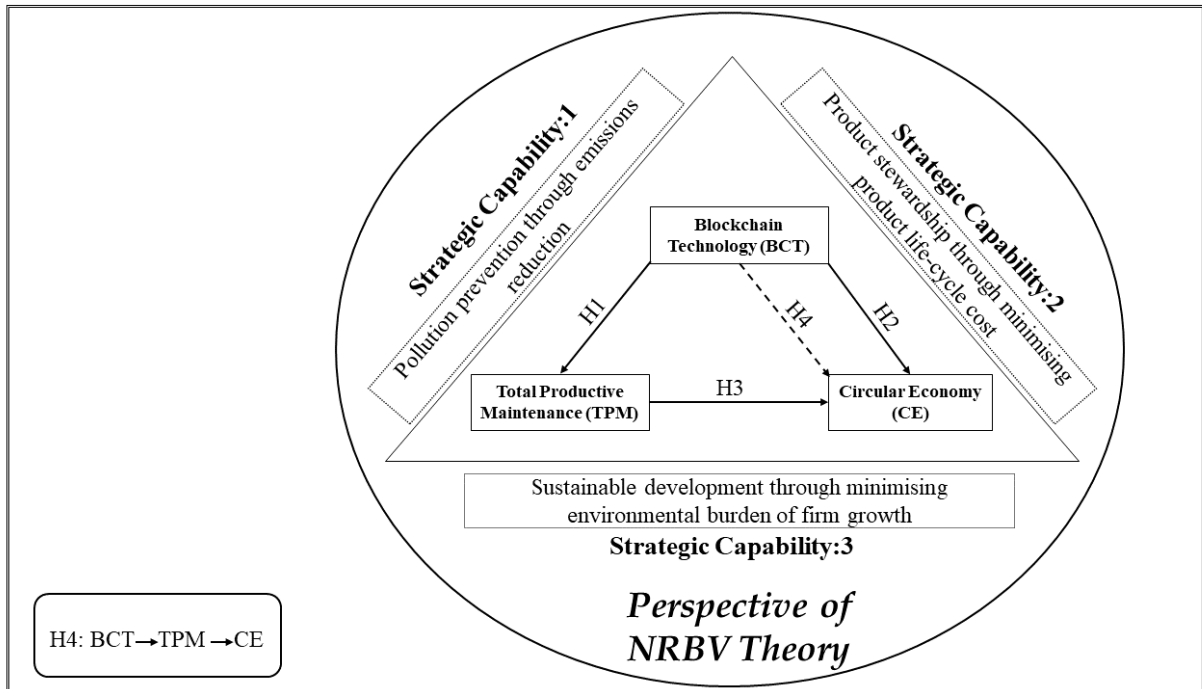 Strategic Capability:1
Pollution prevention through emissions
reduction
Strategic Capability:2
Product stewardship through minimising
product life-cycle cost
Blockchain
Technology (BCT)
H1
H4
H2
Total Productive
Maintenance (TPM)
H3
Circular Economy
(CE)
Sustainable development through minimising
environmental burden of firm growth
Strategic Capability:3
Perspective of
NRBV Theory
H4: BCT→TPM→CE